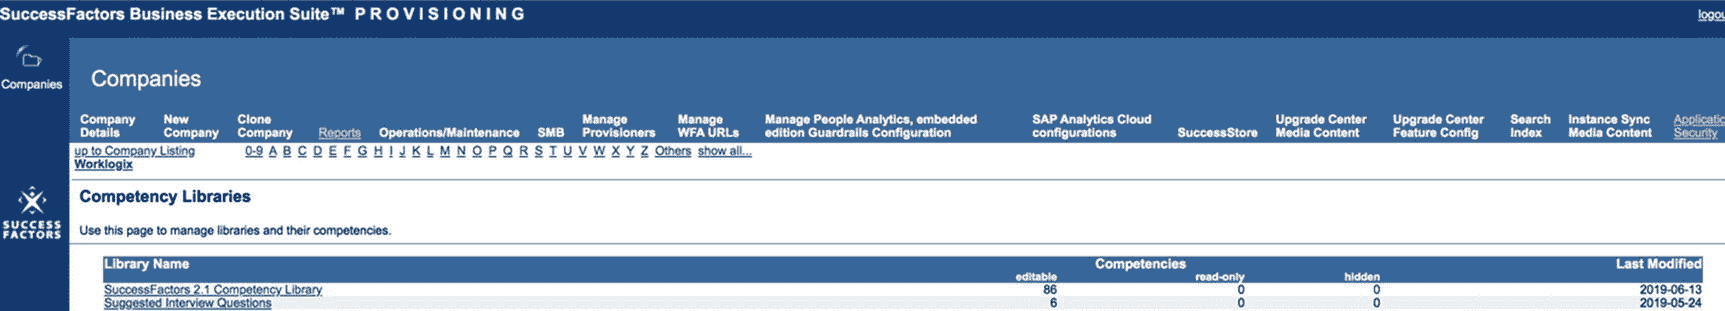 SuccessFactors Business Execution Suite™ PROVISIONING
Companies
Companies
Company Details
New Company
Clone Company
Reports
Operations/Maintenance
SMB
Manage Provisioners
Manage WFA URLs
Manage People Analytics, embedded edition Guardrails Configuration
SAP Analytics Cloud configurations
SuccessStore
Upgrade Center Media Content
Upgrade Center Feature Config
Search Index
Instance Sync Media Content
Security
up to Company Listing 0-9 A B C D E F G H I J K L M N O P Q R S T U V W X Y Z Others show all...
Worklogix
SUCCESS FACTORS
Competency Libraries
Use this page to manage libraries and their competencies.
Library Name Competencies Last Modified
editable read-only hidden
SuccessFactors 2.1 Competency Library 86 0 0 2019-06-13
Suggested Interview Questions 6 0 0 2019-05-24